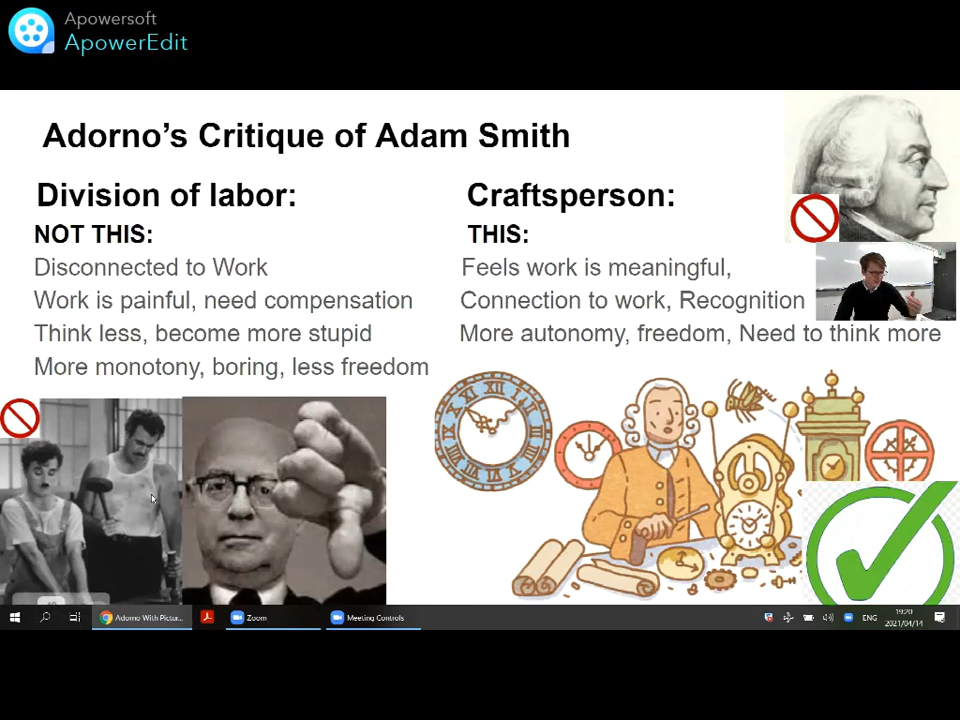 Apowersoft
ApowerEdit
Adorno's Critique of Adam Smith
Division of labor:
NOT THIS:
Disconnected to Work
Work is painful, need compensation
Think less, become more stupid
More monotony, boring, less freedom
Craftsperson:
THIS:
Feels work is meaningful,
Connection to work, Recognition
More autonomy, freedom, Need to think more
Adorno With Pictur...
Zoom
Meeting Controls
ENG
19:20
2021/04/14